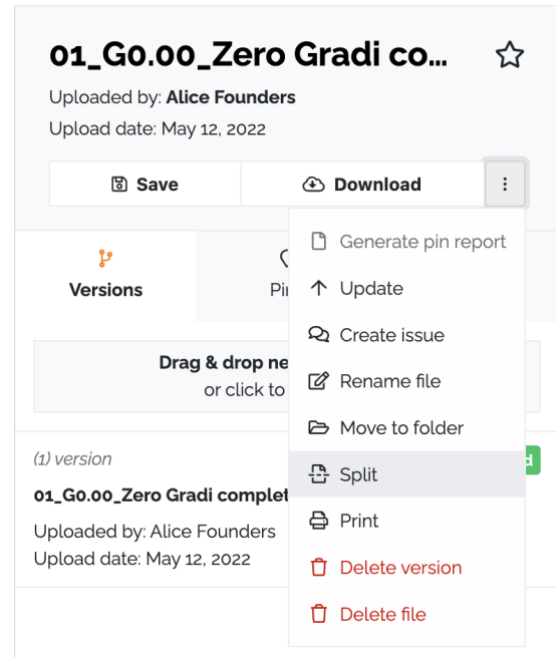 01_G0.00_Zero Gradi co...
Uploaded by: Alice Founders
Upload date: May 12, 2022
Save
Download
Versions
Generate pin report
Update
Create issue
Rename file
Move to folder
Split
Print
Delete version
Delete file
Drag & drop
or click to
(1) version
01_G0.00_Zero Gradi
Uploaded by: Alice Founders
Upload date: May 12, 2022